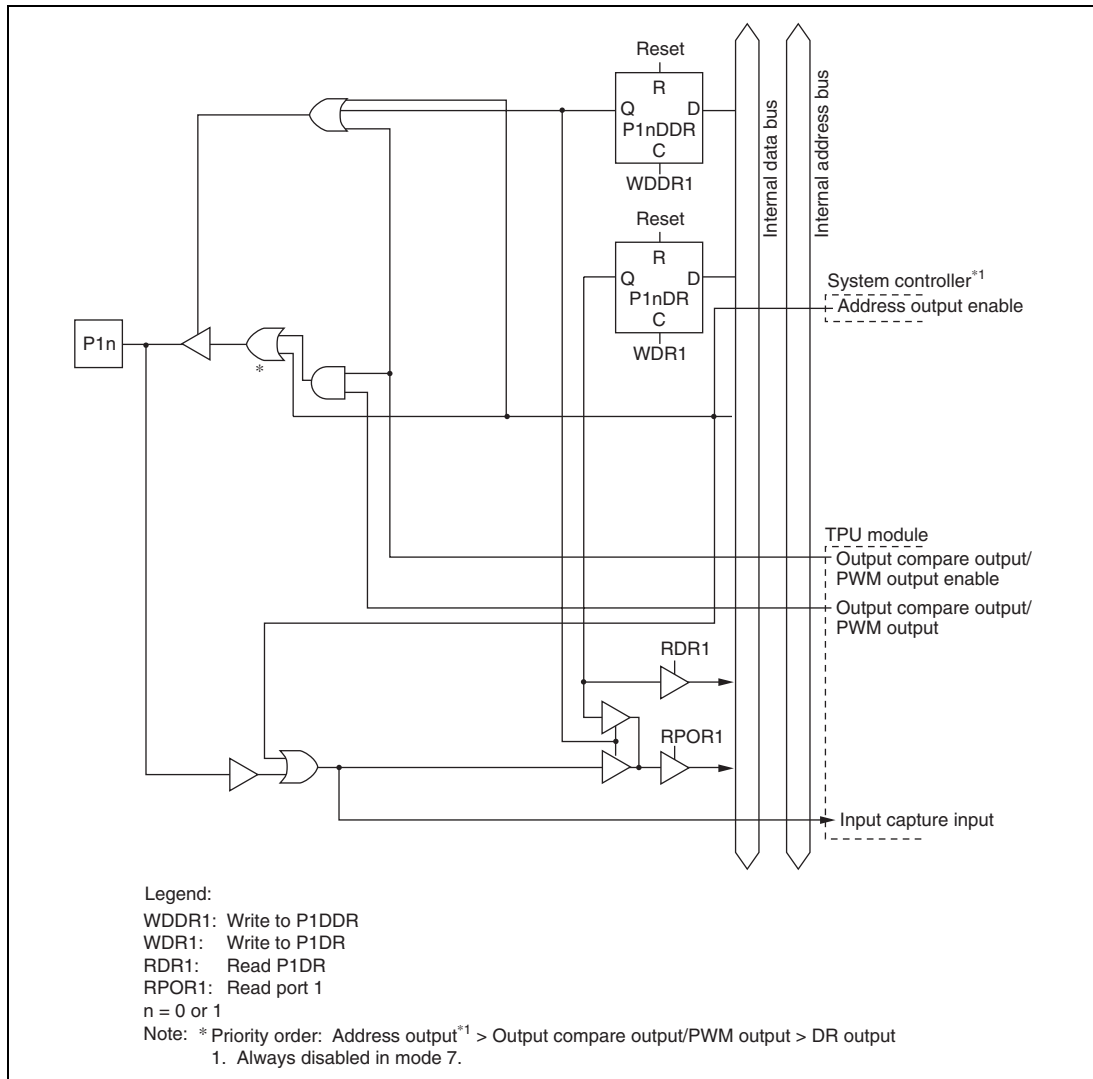 Reset
R
Q D
P1nDDR
C
WDDR1
Reset
R
Q D
P1nDR
C
WDR1
Internal data bus
Internal address bus
System controller*1
Address output enable
P1n
*
TPU module
Output compare output/
PWM output enable
Output compare output/
PWM output
RDR1
RPOR1
Input capture input
Legend:
WDDR1: Write to P1DDR
WDR1: Write to P1DR
RDR1: Read P1DR
RPOR1: Read port 1
n = 0 or 1
Note: * Priority order: Address output*1 > Output compare output/PWM output > DR output
1. Always disabled in mode 7.